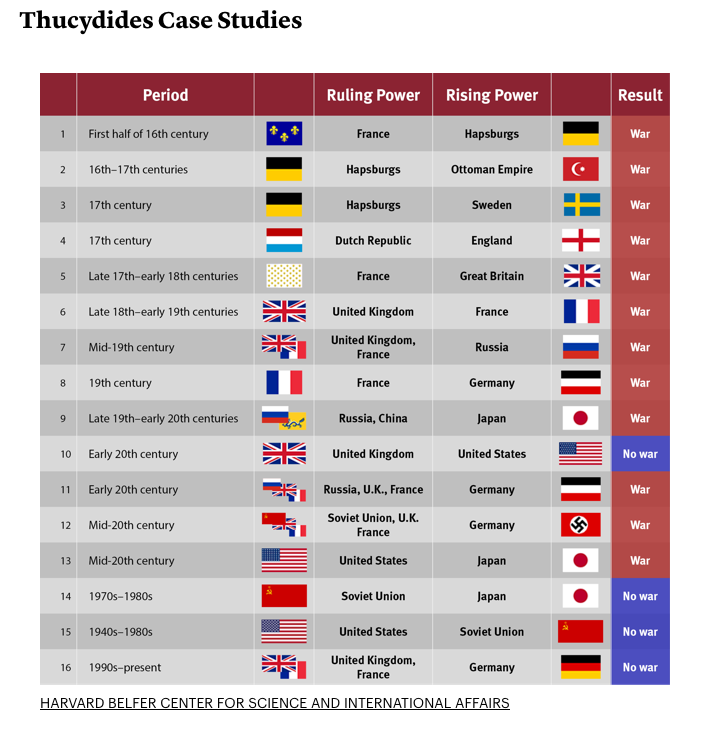 Thucydides Case Studies
Period Ruling Power Rising Power Result
1 First half of 16th century France Hapsburgs War
2 16th–17th centuries Hapsburgs Ottoman Empire War
3 17th century Hapsburgs Sweden War
4 17th century Dutch Republic England War
5 Late 17th–early 18th centuries France Great Britain War
6 Late 18th–early 19th centuries United Kingdom France War
7 Mid-19th century United Kingdom, France Russia War
8 19th century France Germany War
9 Late 19th–early 20th centuries Russia, China Japan War
10 Early 20th century United Kingdom United States No war
11 Early 20th century Russia, U.K., France Germany War
12 Mid-20th century Soviet Union, U.K. France Germany War
13 Mid-20th century United States Japan War
14 1970s–1980s Soviet Union Japan No war
15 1940s–1980s United States Soviet Union No war
16 1990s–present United Kingdom, France Germany No war
HARVARD BELFER CENTER FOR SCIENCE AND INTERNATIONAL AFFAIRS